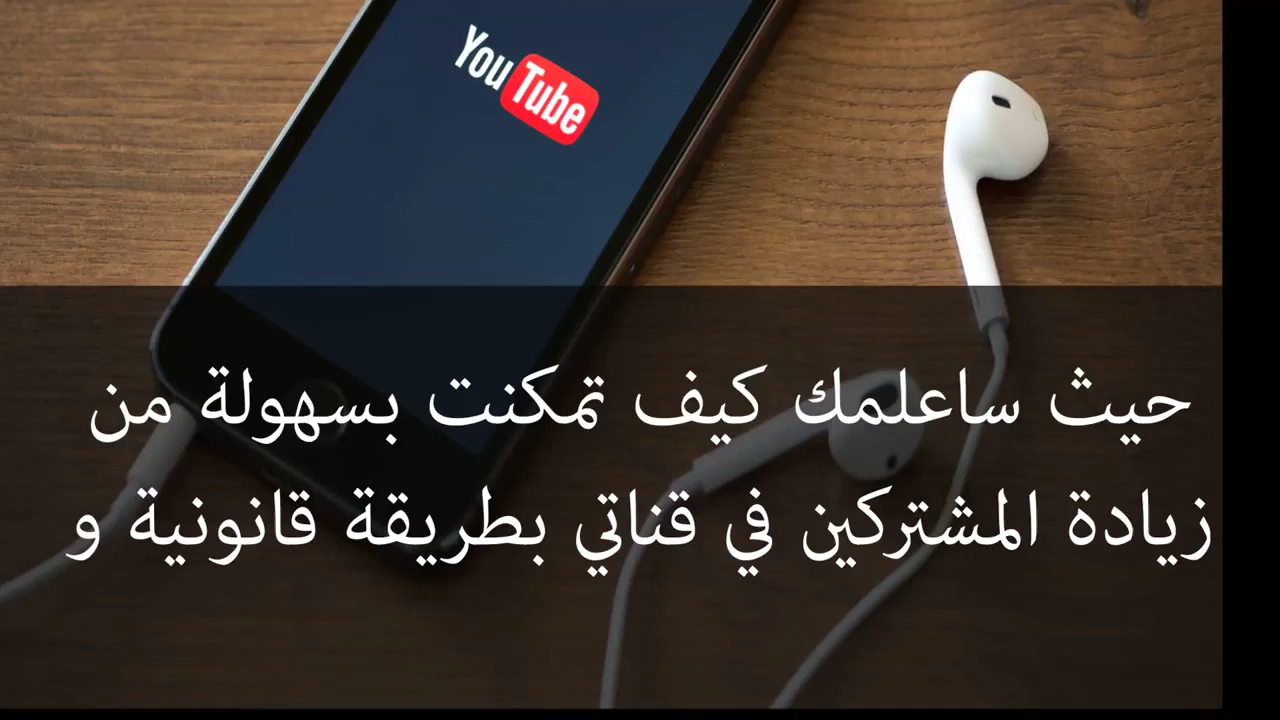 YouTube
حيث ساعلمك كيف تمكنت بسهولة من
زيادة المشتركين في قناتي بطريقة قانونية و